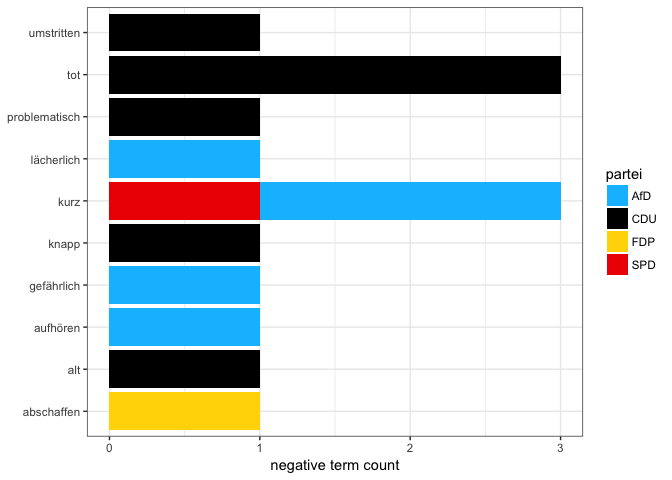 umstritten
tot
problematisch
lächerlich
kurz
knapp
gefährlich
aufhören
alt
abschaffen
0 1 2 3
negative term count
partei
AfD
CDU
FDP
SPD